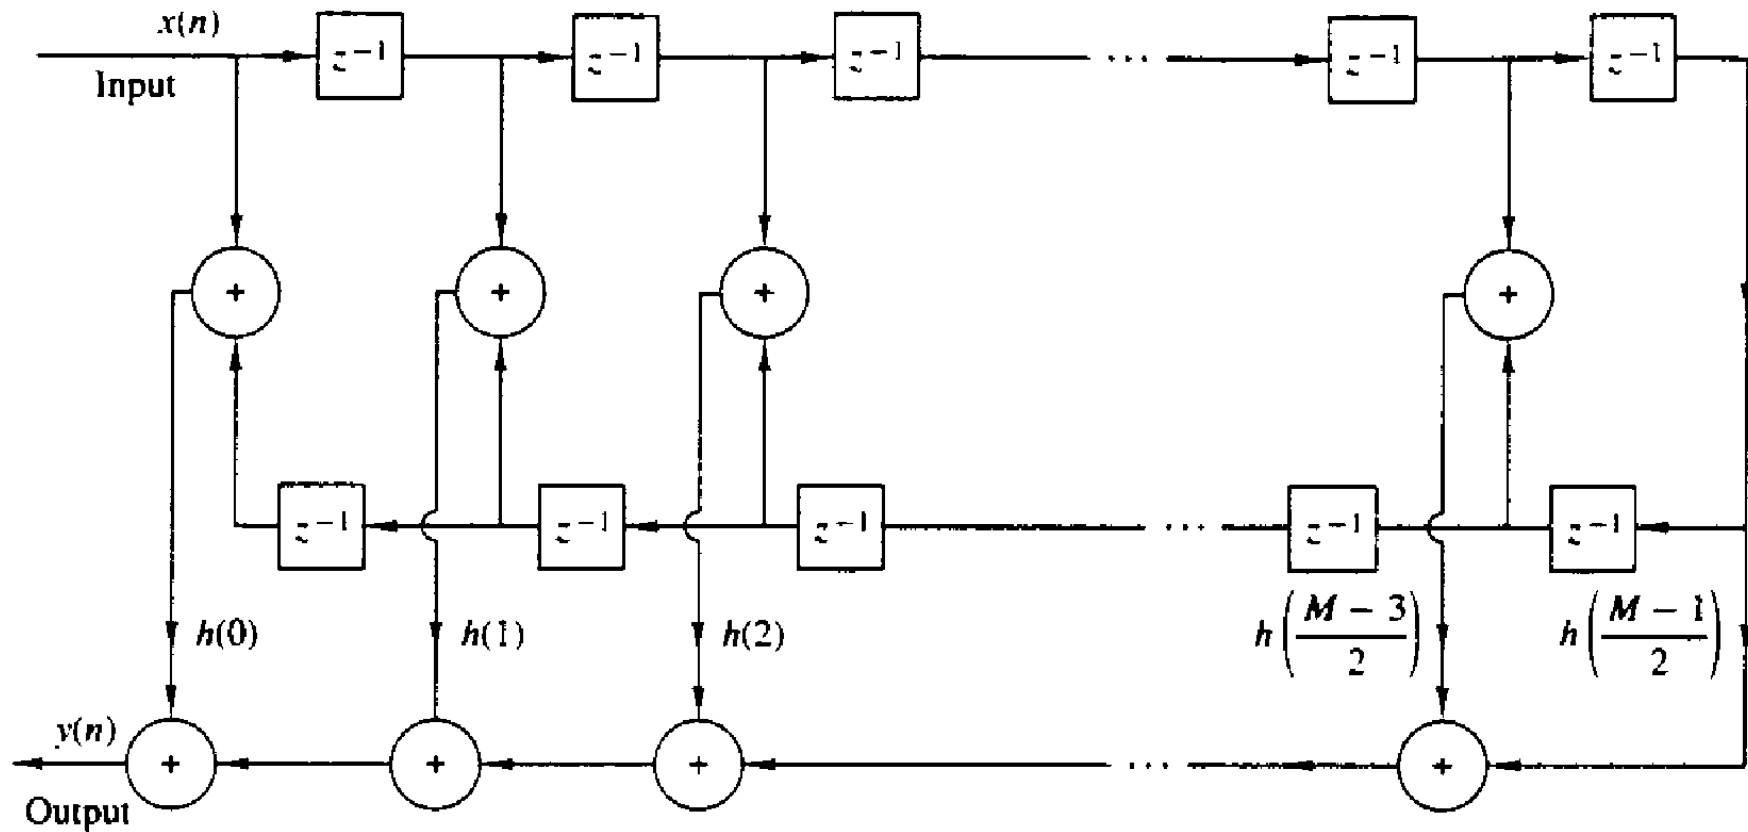 x(n)
Input
z⁻¹ z⁻¹ z⁻¹ ... z⁻¹ z⁻¹
+ + + +
z⁻¹ z⁻¹ z⁻¹ ... z⁻¹ z⁻¹
h(0) h(1) h(2) h((M − 3)/2) h((M − 1)/2)
y(n)
+ + + ... +
Output